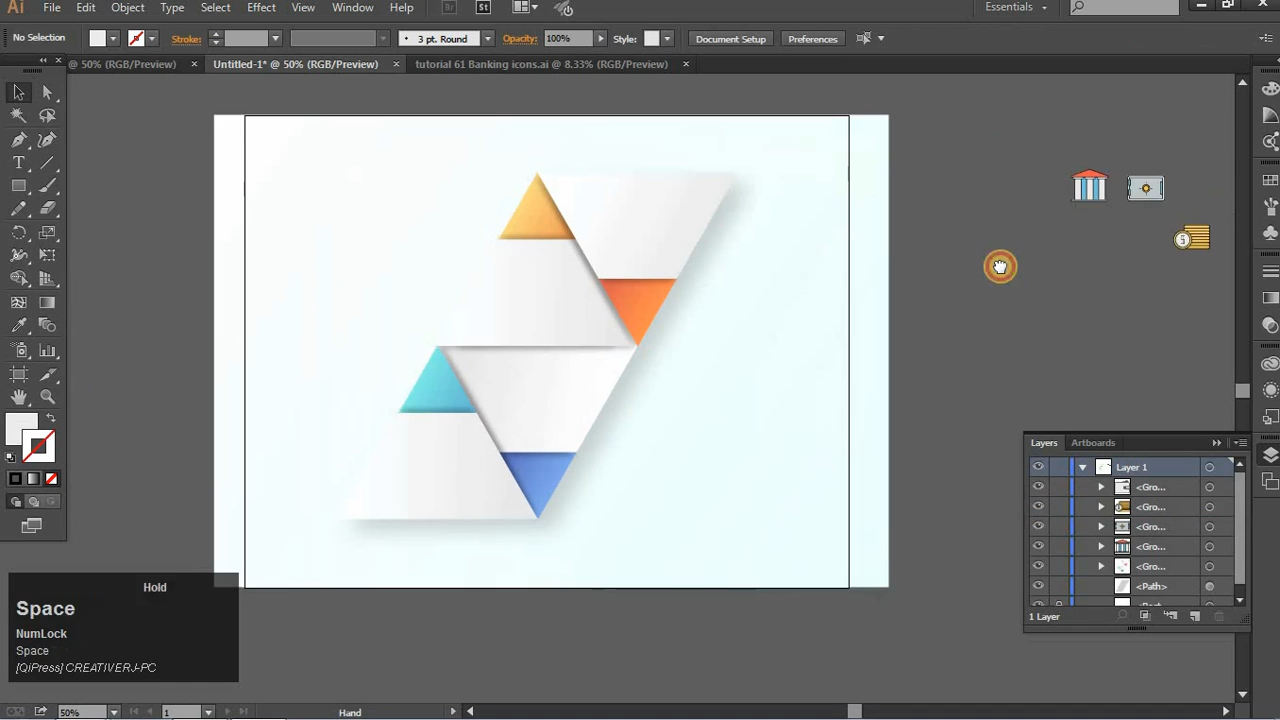 Ai File Edit Object Type Select Effect View Window Help Br St Essentials
No Selection Stroke: 3 pt. Round Opacity: 100% Style: Document Setup Preferences
@ 50% (RGB/Preview) × Untitled-1* @ 50% (RGB/Preview) × tutorial 61 Banking icons.ai @ 8.33% (RGB/Preview) ×
5
Layers Artboards
Layer 1
<Gro...
<Gro...
<Gro...
<Gro...
<Gro...
<Path>
1 Layer
Hold
Space
NumLock
Space
[QiPress] CREATIVERJ-PC
50% 1 Hand